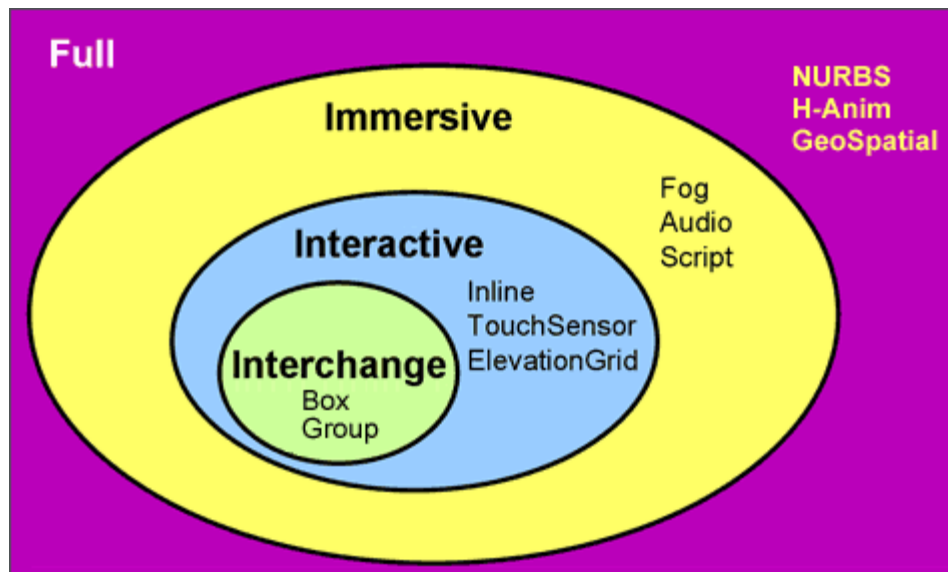 Full
NURBS
H-Anim
GeoSpatial
Immersive
Fog
Audio
Script
Interactive
Inline
TouchSensor
ElevationGrid
Interchange
Box
Group